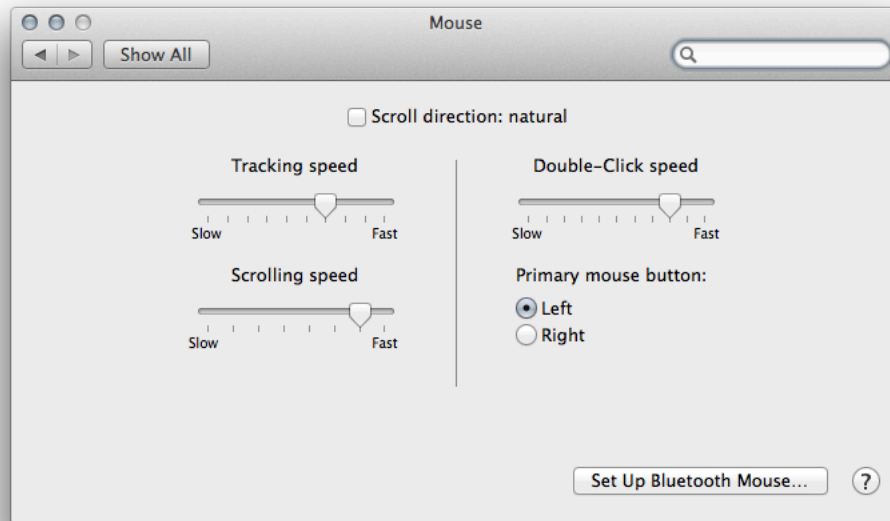 Mouse
Show All
Scroll direction: natural
Tracking speed
Slow Fast
Double-Click speed
Slow Fast
Scrolling speed
Slow Fast
Primary mouse button:
Left
Right
Set Up Bluetooth Mouse...
?